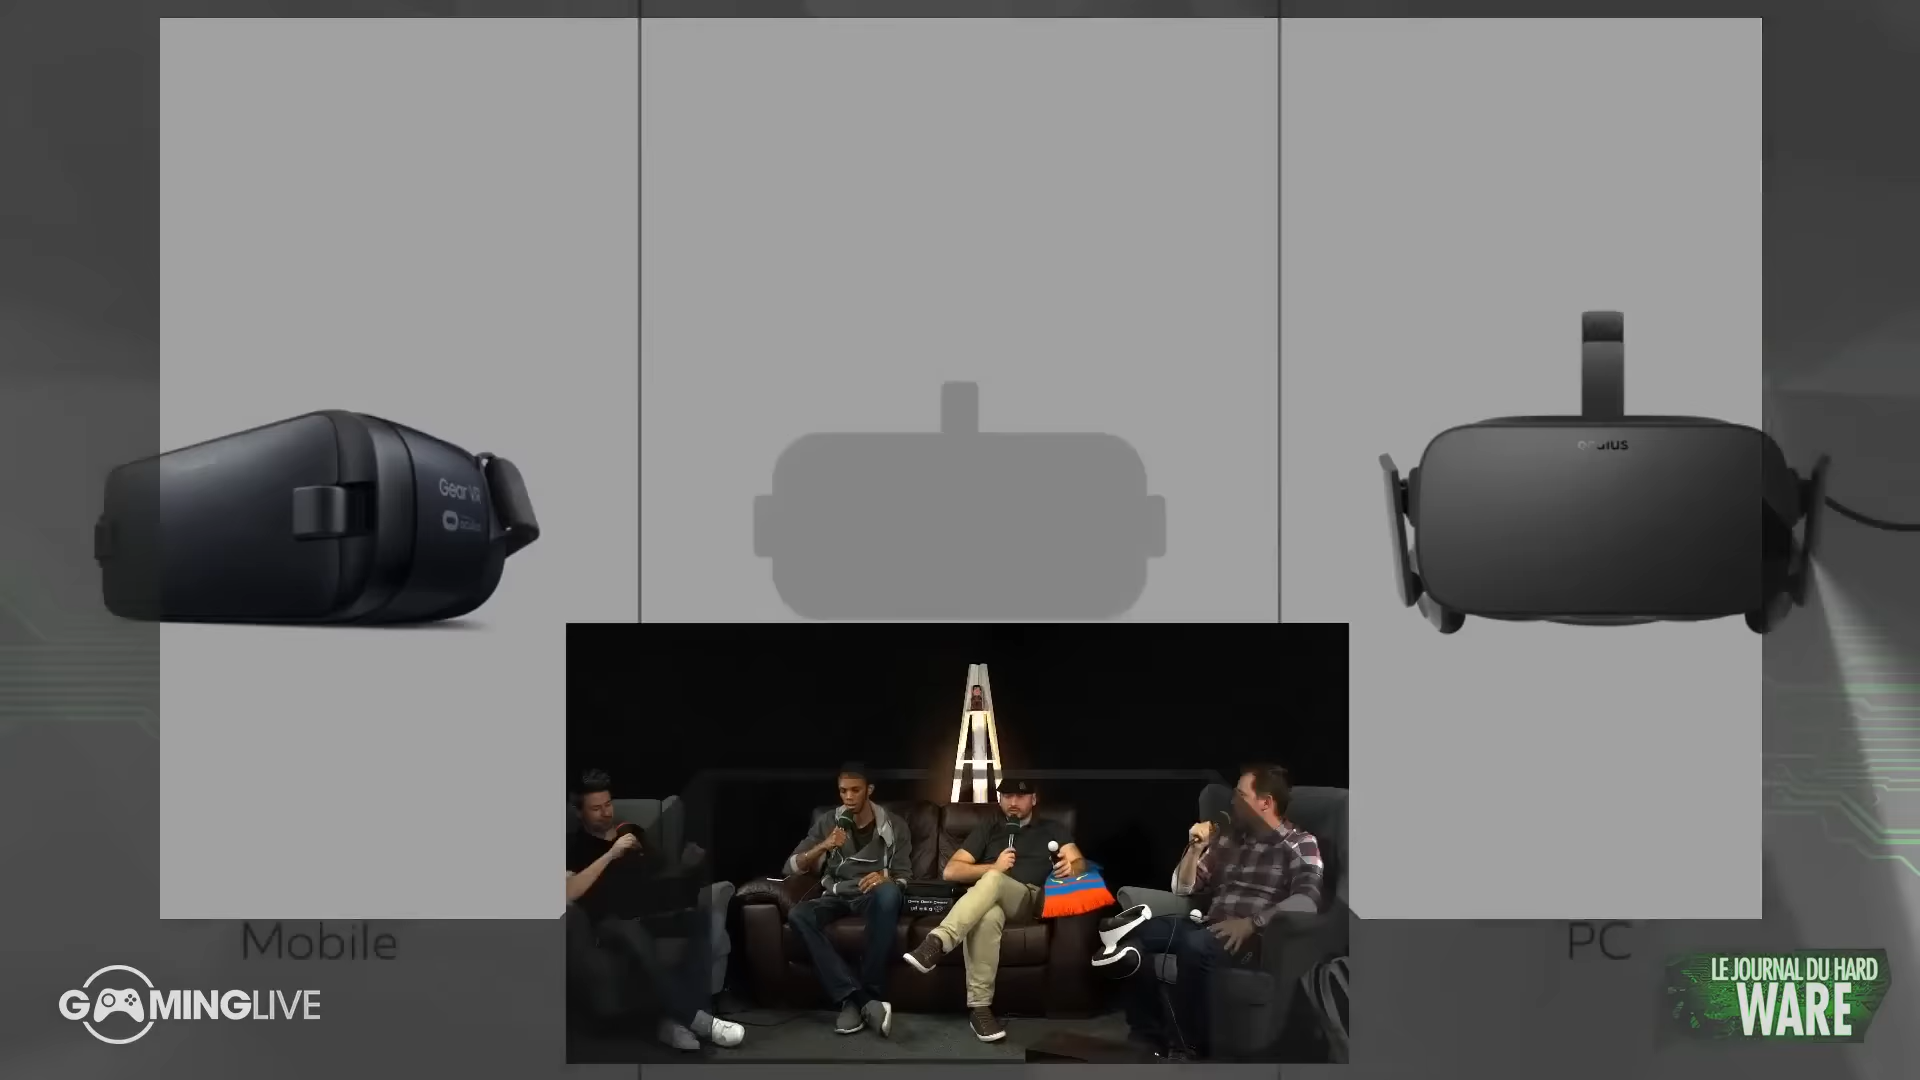 oculus
Gear VR
oculus
Mobile
PC
GAMINGLIVE
LE JOURNAL DU HARD
WARE